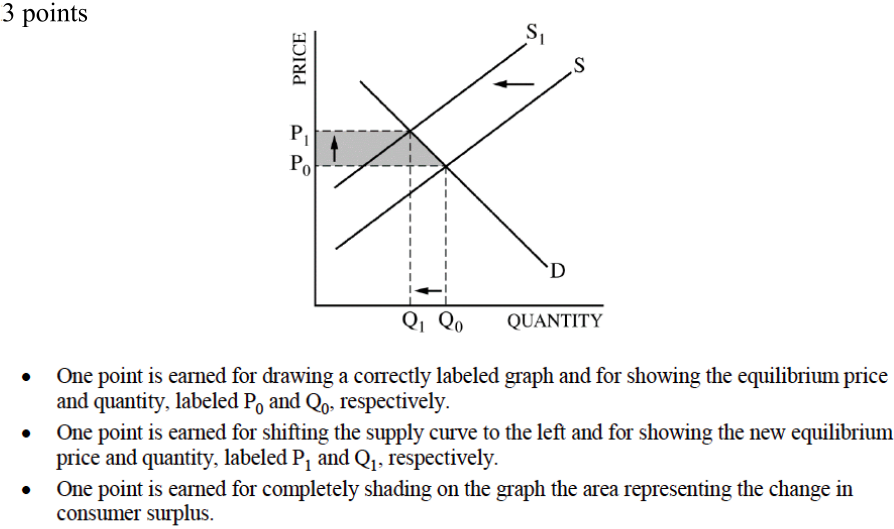 3 points
PRICE
S₁
S
P₁
P₀
D
Q₁ Q₀ QUANTITY
• One point is earned for drawing a correctly labeled graph and for showing the equilibrium price
and quantity, labeled P₀ and Q₀, respectively.
• One point is earned for shifting the supply curve to the left and for showing the new equilibrium
price and quantity, labeled P₁ and Q₁, respectively.
• One point is earned for completely shading on the graph the area representing the change in
consumer surplus.